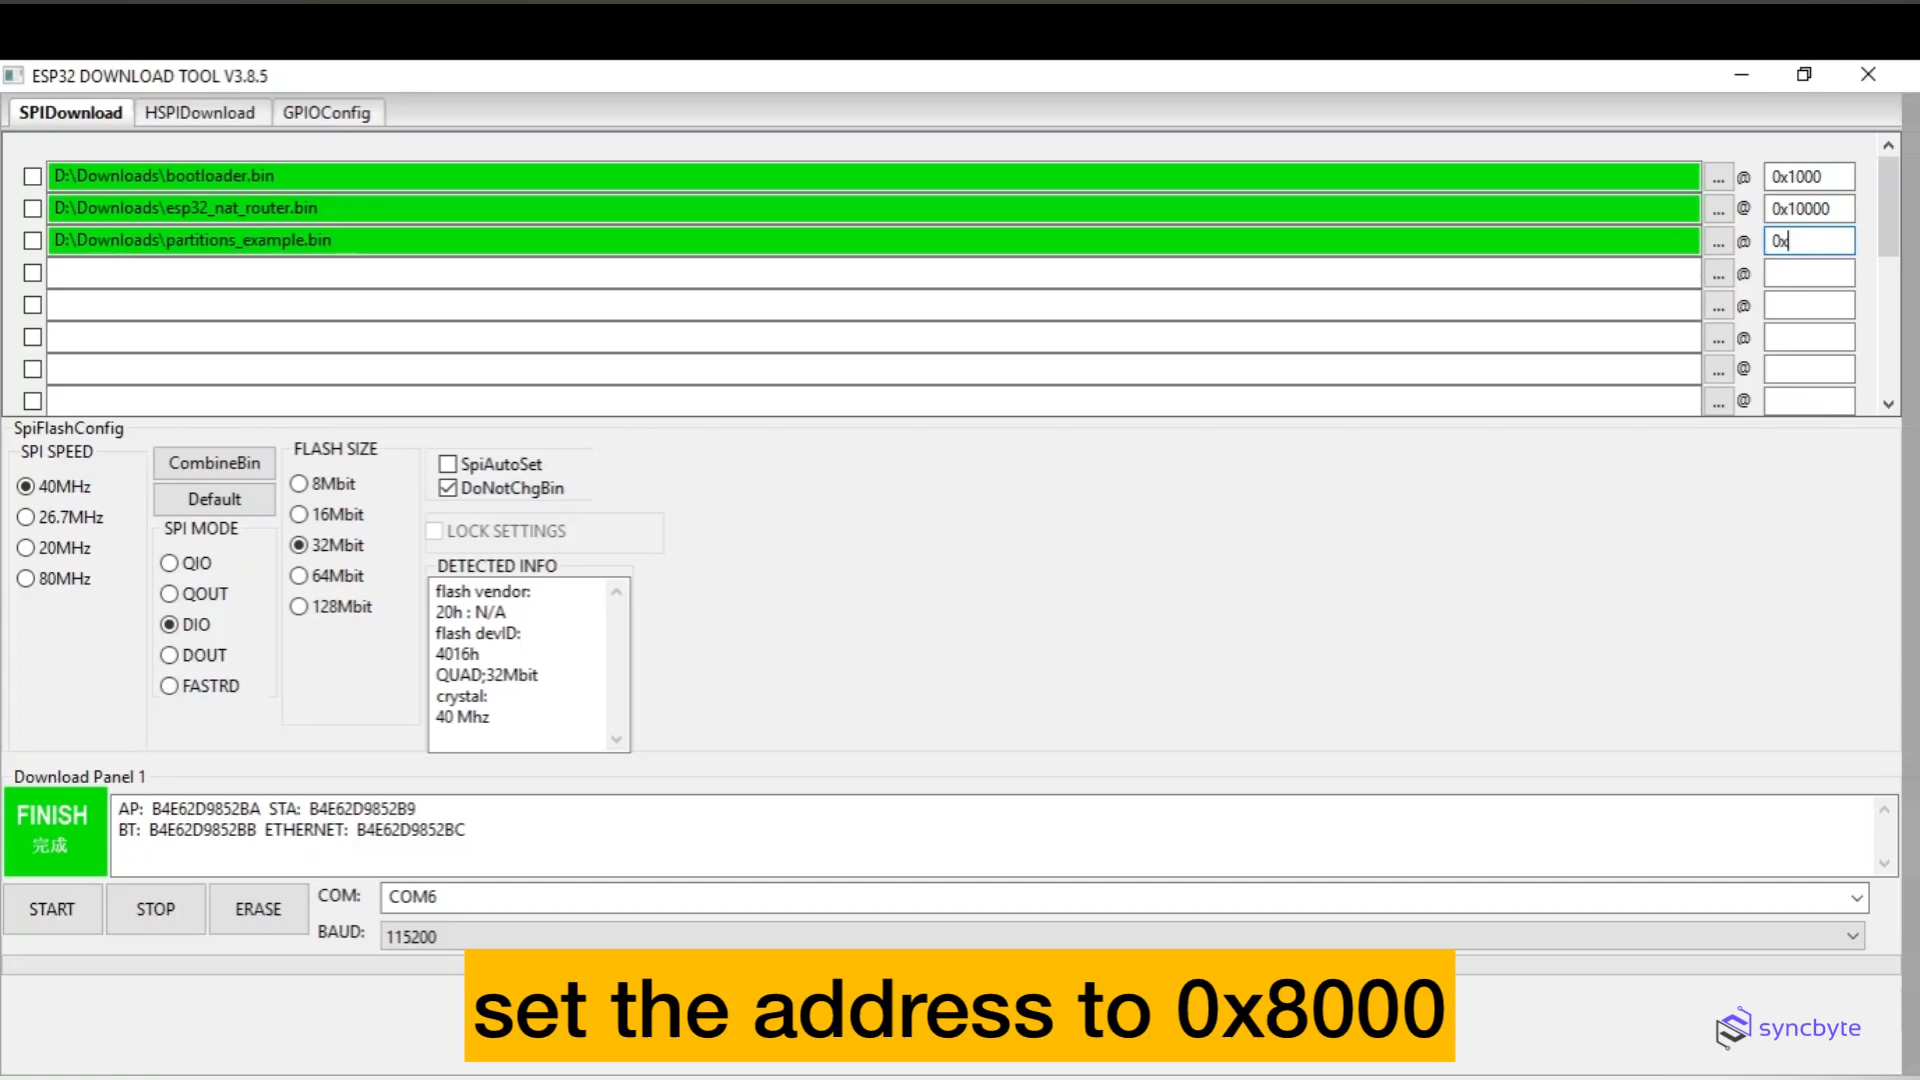 ESP32 DOWNLOAD TOOL V3.8.5
SPIDownload HSPIDownload GPIOConfig
D:\Downloads\bootloader.bin ... @ 0x1000
D:\Downloads\esp32_nat_router.bin ... @ 0x10000
D:\Downloads\partitions_example.bin ... @ 0x
... @
... @
... @
... @
... @
SpiFlashConfig
SPI SPEED
40MHz
26.7MHz
20MHz
80MHz
CombineBin
Default
SPI MODE
QIO
QOUT
DIO
DOUT
FASTRD
FLASH SIZE
8Mbit
16Mbit
32Mbit
64Mbit
128Mbit
SpiAutoSet
DoNotChgBin
LOCK SETTINGS
DETECTED INFO
flash vendor:
20h : N/A
flash devID:
4016h
QUAD;32Mbit
crystal:
40 Mhz
Download Panel 1
FINISH
完成
AP: B4E62D9852BA STA: B4E62D9852B9
BT: B4E62D9852BB ETHERNET: B4E62D9852BC
START STOP ERASE
COM: COM6
BAUD: 115200
set the address to 0x8000
syncbyte